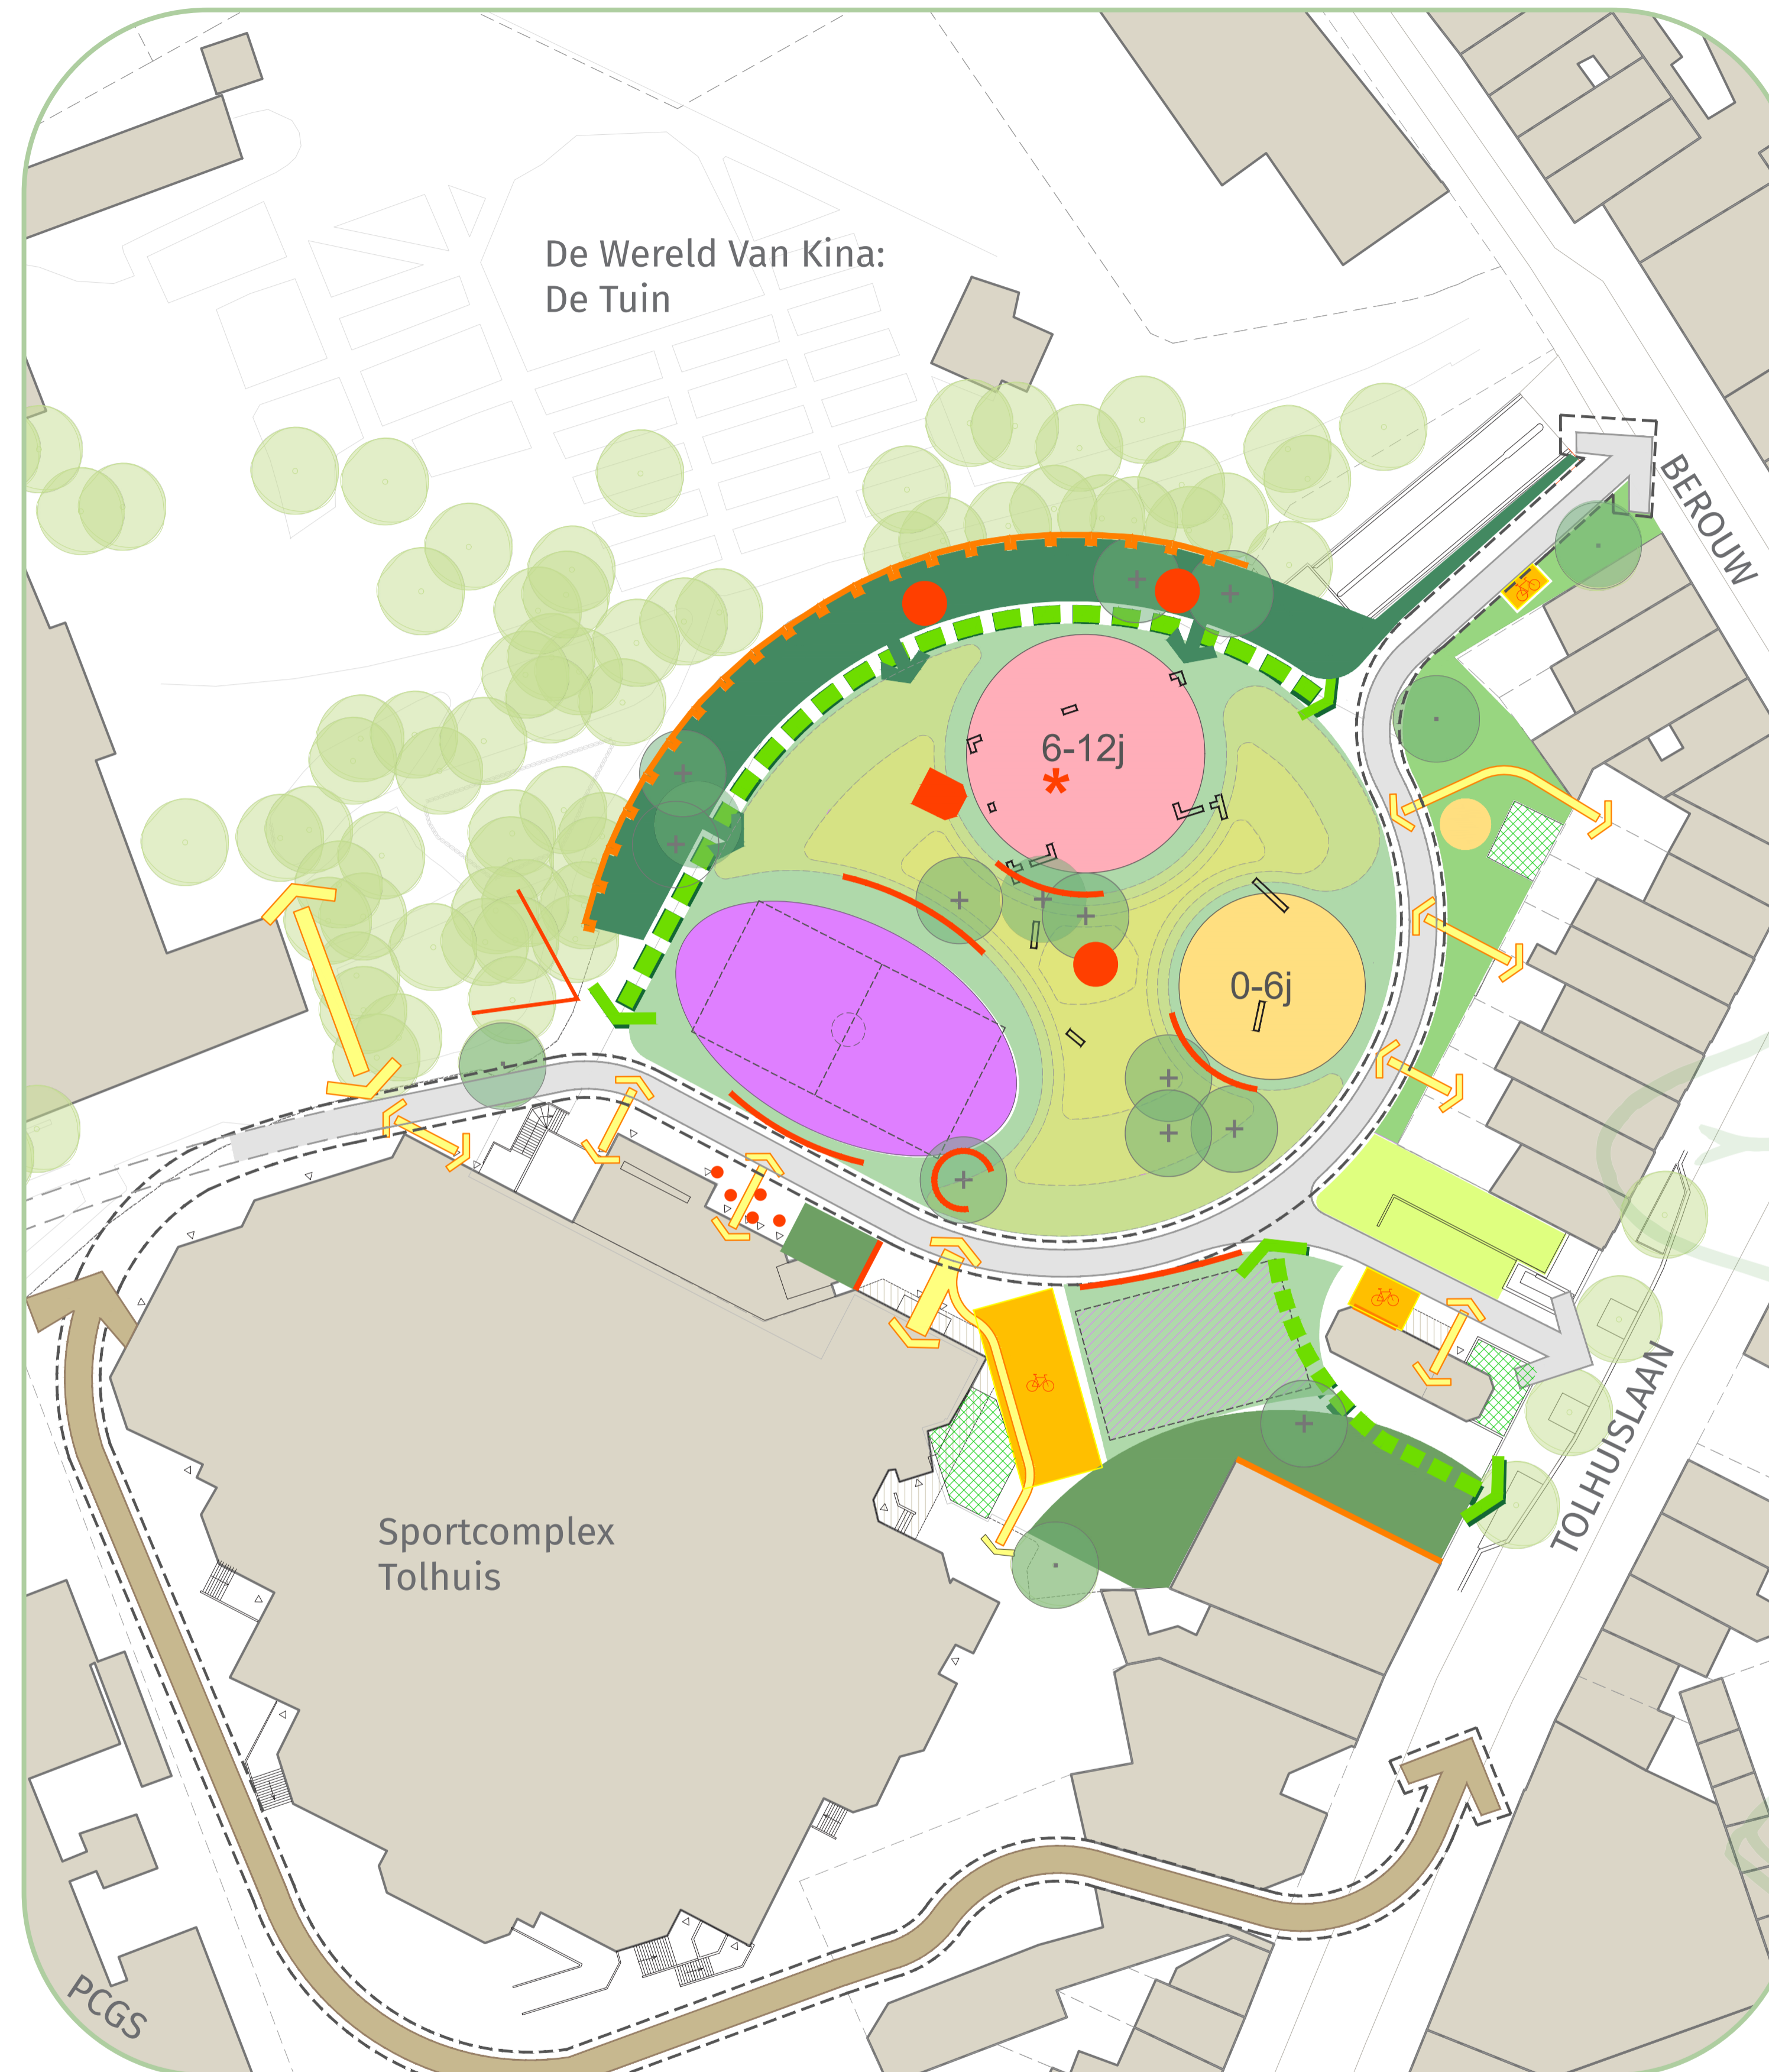 De Wereld Van Kina:
De Tuin
BEROUW
6-12j
*
0-6j
TOLHUISLAAN
Sportcomplex
Tolhuis
PCGS